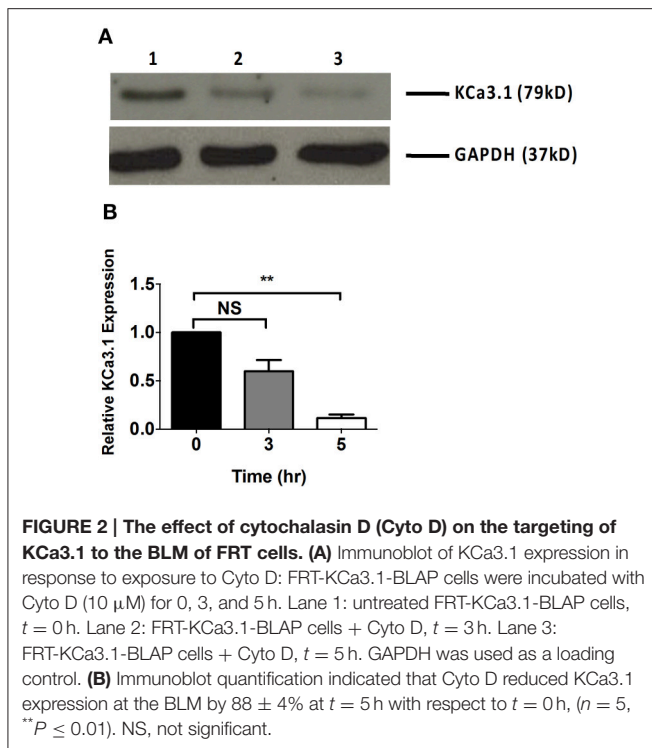 A
1 2 3
KCa3.1 (79kD)
GAPDH (37kD)
B
Relative KCa3.1 Expression
1.5
1.0
0.5
0.0
**
NS
0 3 5
Time (hr)
FIGURE 2 | The effect of cytochalasin D (Cyto D) on the targeting of
KCa3.1 to the BLM of FRT cells. (A) Immunoblot of KCa3.1 expression in
response to exposure to Cyto D: FRT-KCa3.1-BLAP cells were incubated with
Cyto D (10 μM) for 0, 3, and 5 h. Lane 1: untreated FRT-KCa3.1-BLAP cells,
t = 0 h. Lane 2: FRT-KCa3.1-BLAP cells + Cyto D, t = 3 h. Lane 3:
FRT-KCa3.1-BLAP cells + Cyto D, t = 5 h. GAPDH was used as a loading
control. (B) Immunoblot quantification indicated that Cyto D reduced KCa3.1
expression at the BLM by 88 ± 4% at t = 5 h with respect to t = 0 h, (n = 5,
**P ≤ 0.01). NS, not significant.